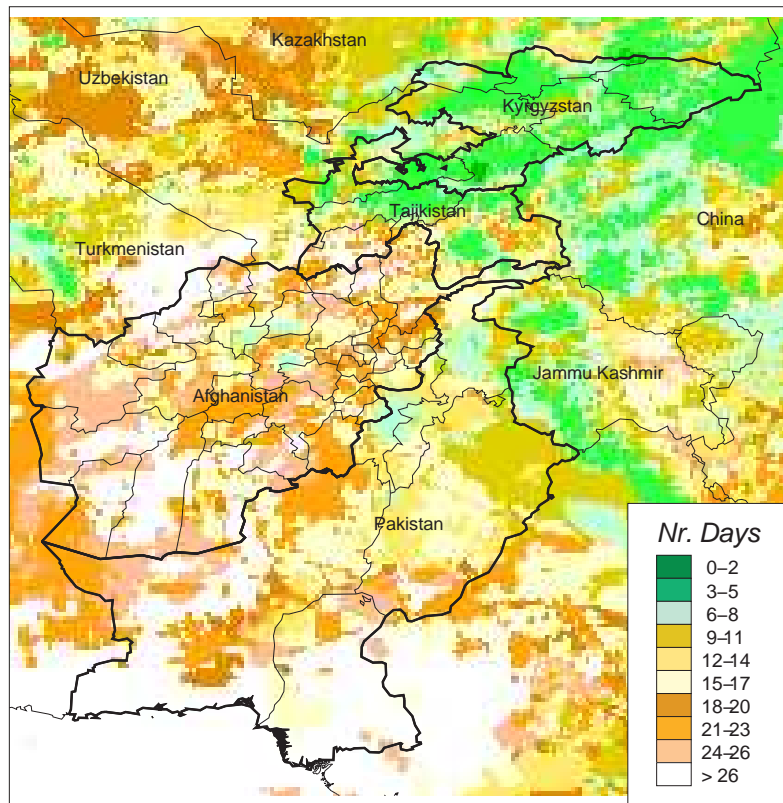 Kazakhstan
Uzbekistan
Kyrgyzstan
Tajikistan
China
Turkmenistan
Jammu Kashmir
Afghanistan
Pakistan
Nr. Days
0–2
3–5
6–8
9–11
12–14
15–17
18–20
21–23
24–26
> 26